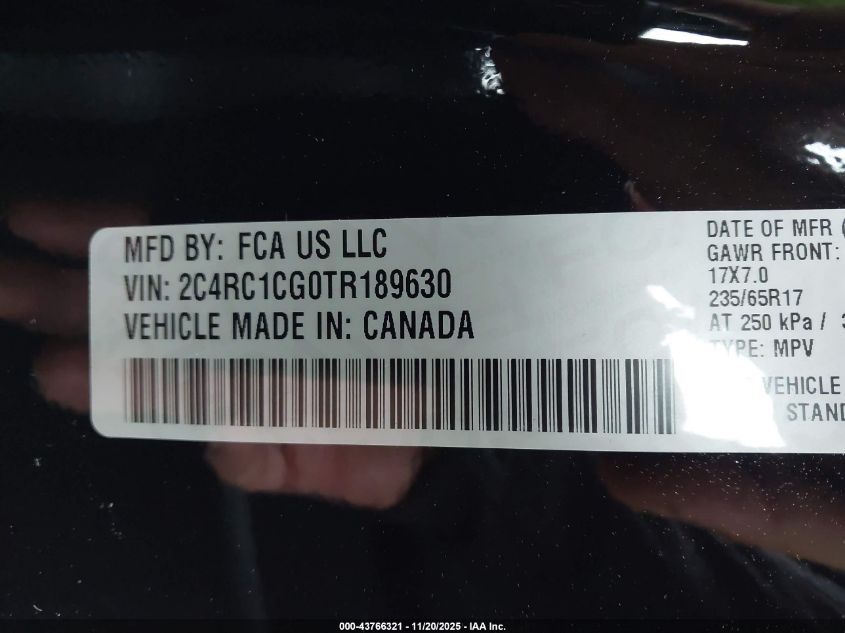 MFD BY: FCA US LLC
VIN: 2C4RC1CG0TR189630
VEHICLE MADE IN: CANADA
DATE OF MFR (
GAWR FRONT:
17X7.0
235/65R17
AT 250 kPa /
TYPE: MPV
VEHICLE
STAND
000-43766321 - 11/20/2025 - IAA Inc.